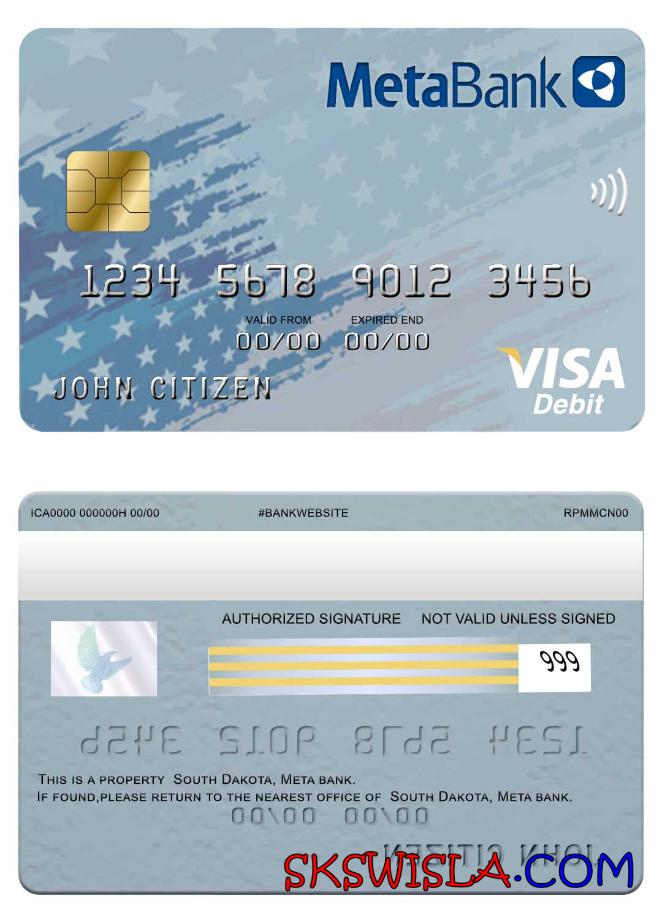 MetaBank
1234 5678 9012 3456
VALID FROM EXPIRED END
00/00 00/00
JOHN CITIZEN
VISA
Debit
ICA0000 000000H 00/00 #BANKWEBSITE RPMMCN00
AUTHORIZED SIGNATURE NOT VALID UNLESS SIGNED
999
1234 5678 9012 3456
THIS IS A PROPERTY SOUTH DAKOTA, META BANK.
IF FOUND,PLEASE RETURN TO THE NEAREST OFFICE OF SOUTH DAKOTA, META BANK.
00/00 00/00
JOHN CITIZEN
SKSWISLA.COM